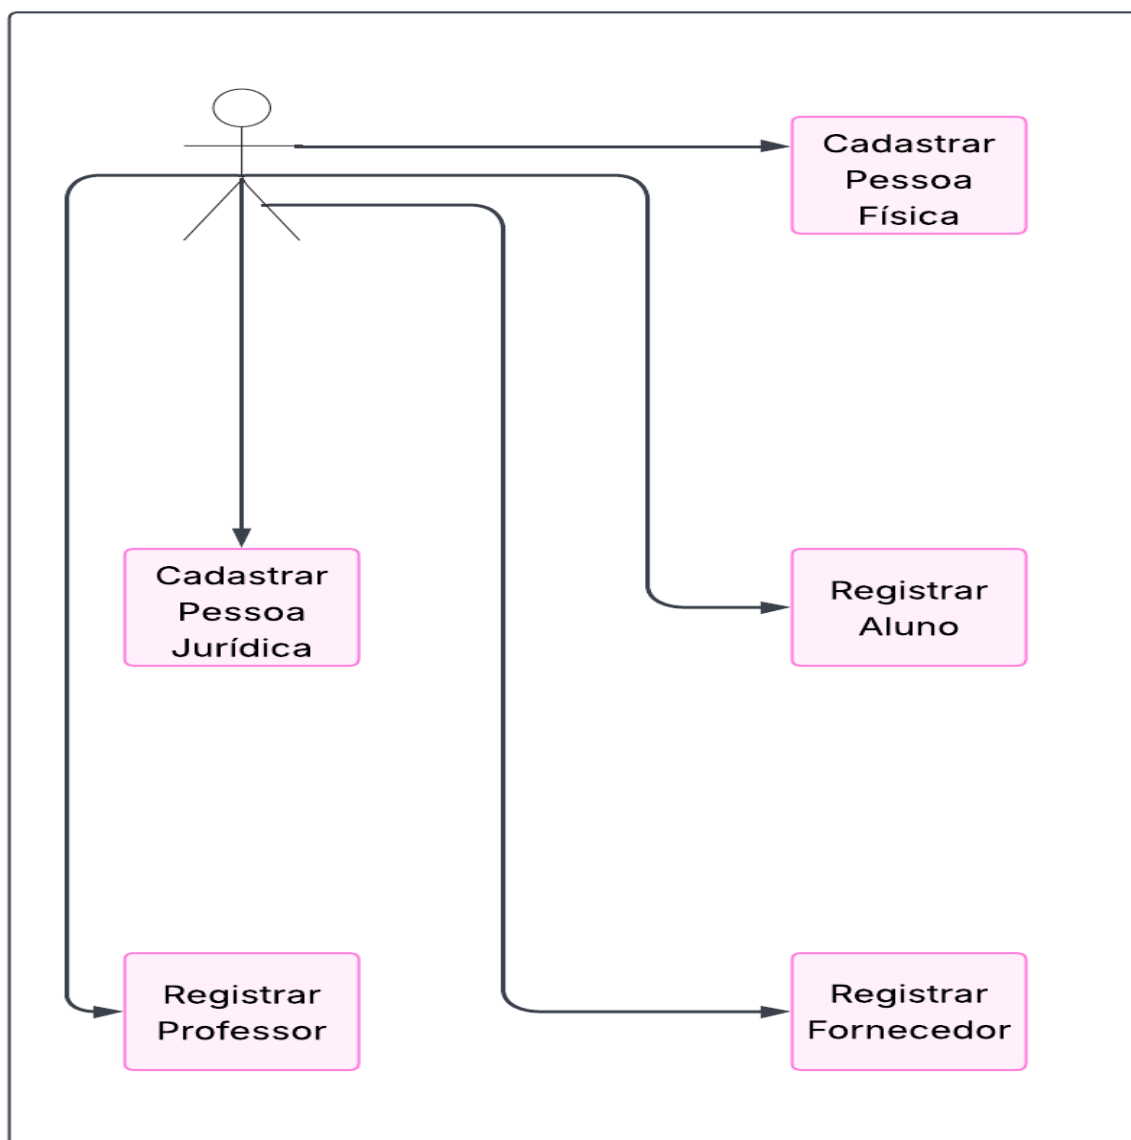 Cadastrar
Pessoa
Física
Cadastrar
Pessoa
Jurídica
Registrar
Aluno
Registrar
Professor
Registrar
Fornecedor